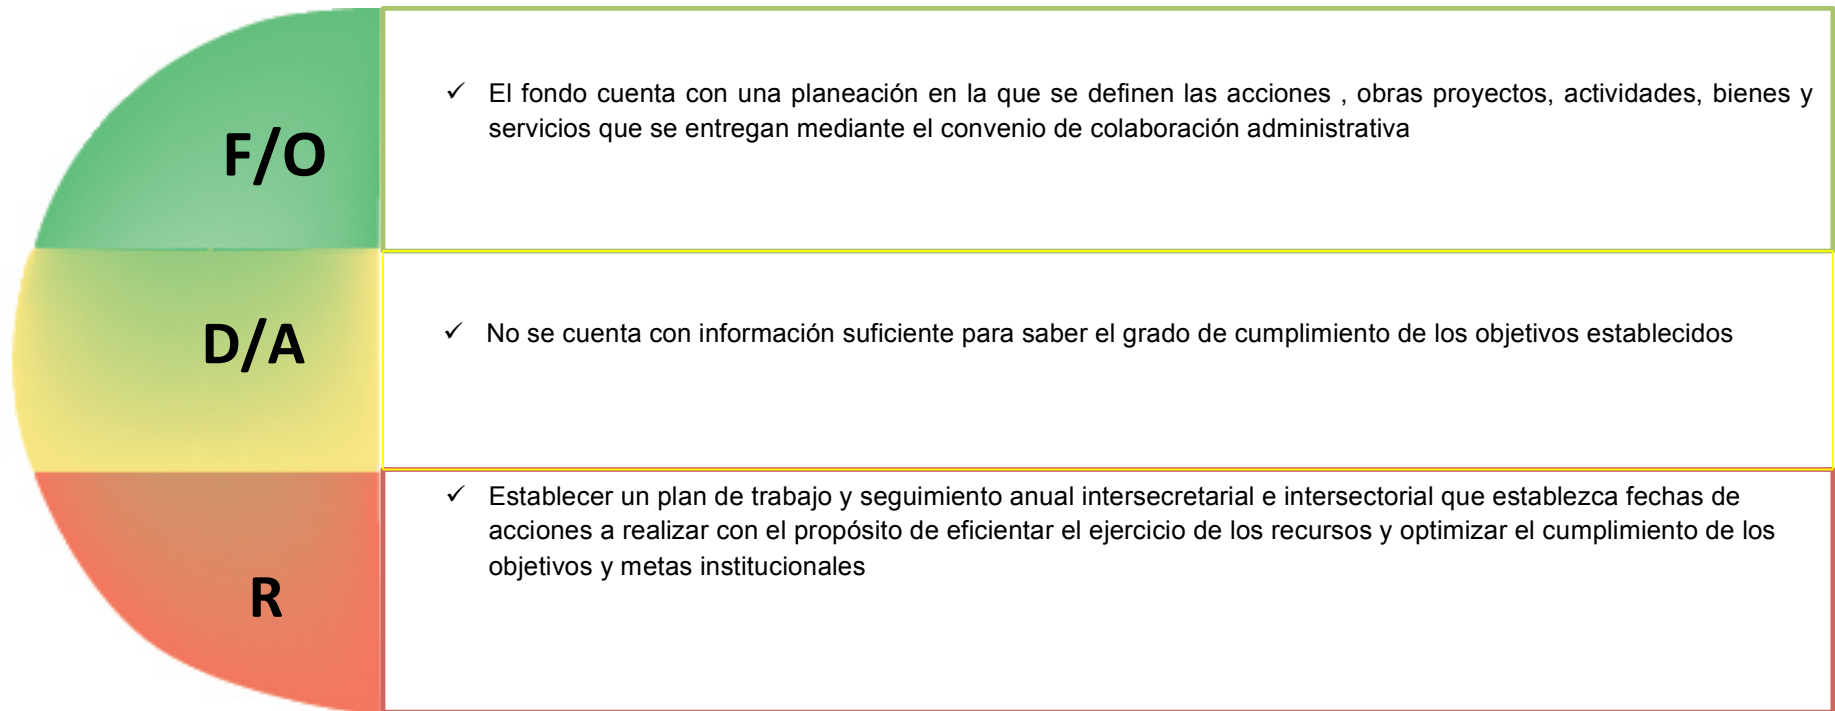 F/O
✓ El fondo cuenta con una planeación en la que se definen las acciones , obras proyectos, actividades, bienes y
servicios que se entregan mediante el convenio de colaboración administrativa
D/A
✓ No se cuenta con información suficiente para saber el grado de cumplimiento de los objetivos establecidos
R
✓ Establecer un plan de trabajo y seguimiento anual intersecretarial e intersectorial que establezca fechas de
acciones a realizar con el propósito de eficientar el ejercicio de los recursos y optimizar el cumplimiento de los
objetivos y metas institucionales